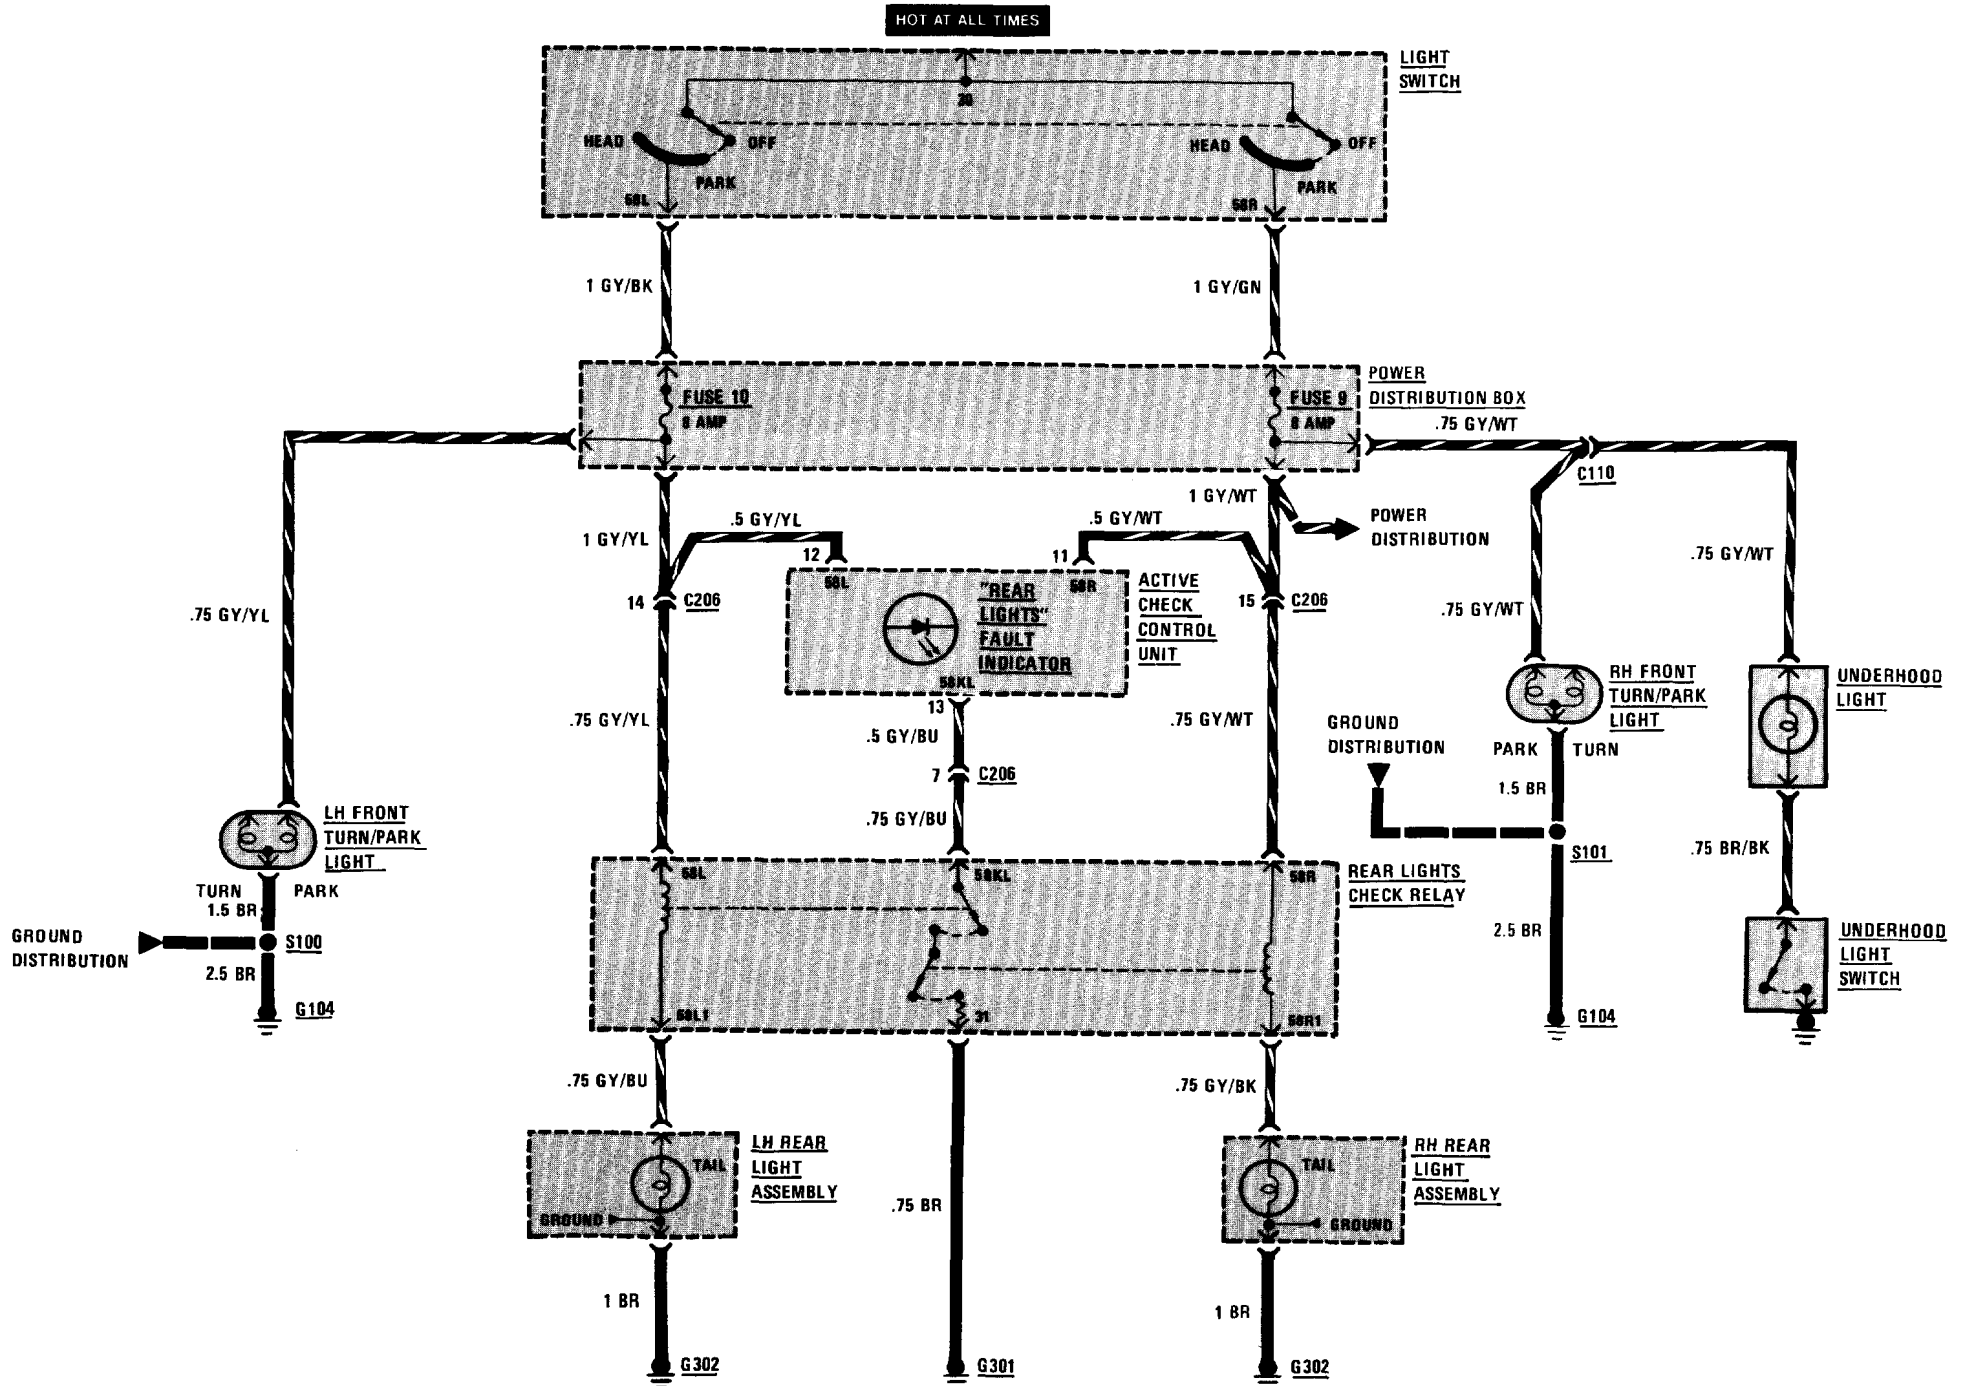 HOT AT ALL TIMES
LIGHT
SWITCH
30
HEAD
OFF
PARK
58L
HEAD
OFF
PARK
58R
1 GY/BK
1 GY/GN
POWER
DISTRIBUTION BOX
FUSE 10
8 AMP
FUSE 9
8 AMP
.75 GY/WT
C110
1 GY/WT
POWER
DISTRIBUTION
.5 GY/YL
.5 GY/WT
1 GY/YL
12
11
58L
58R
"REAR
LIGHTS"
FAULT
INDICATOR
ACTIVE
CHECK
CONTROL
UNIT
14
C206
15
C206
.75 GY/YL
.75 GY/WT
.75 GY/WT
58KL
13
.5 GY/BU
7
C206
.75 GY/BU
.75 GY/YL
.75 GY/WT
RH FRONT
TURN/PARK
LIGHT
PARK
TURN
1.5 BR
GROUND
DISTRIBUTION
S101
2.5 BR
G104
UNDERHOOD
LIGHT
.75 BR/BK
UNDERHOOD
LIGHT
SWITCH
LH FRONT
TURN/PARK
LIGHT
TURN
PARK
1.5 BR
GROUND
DISTRIBUTION
S100
2.5 BR
G104
REAR LIGHTS
CHECK RELAY
58L
58KL
58R
58L1
31
58R1
.75 GY/BU
.75 GY/BK
LH REAR
LIGHT
ASSEMBLY
TAIL
GROUND
.75 BR
RH REAR
LIGHT
ASSEMBLY
TAIL
GROUND
1 BR
1 BR
G302
G301
G302